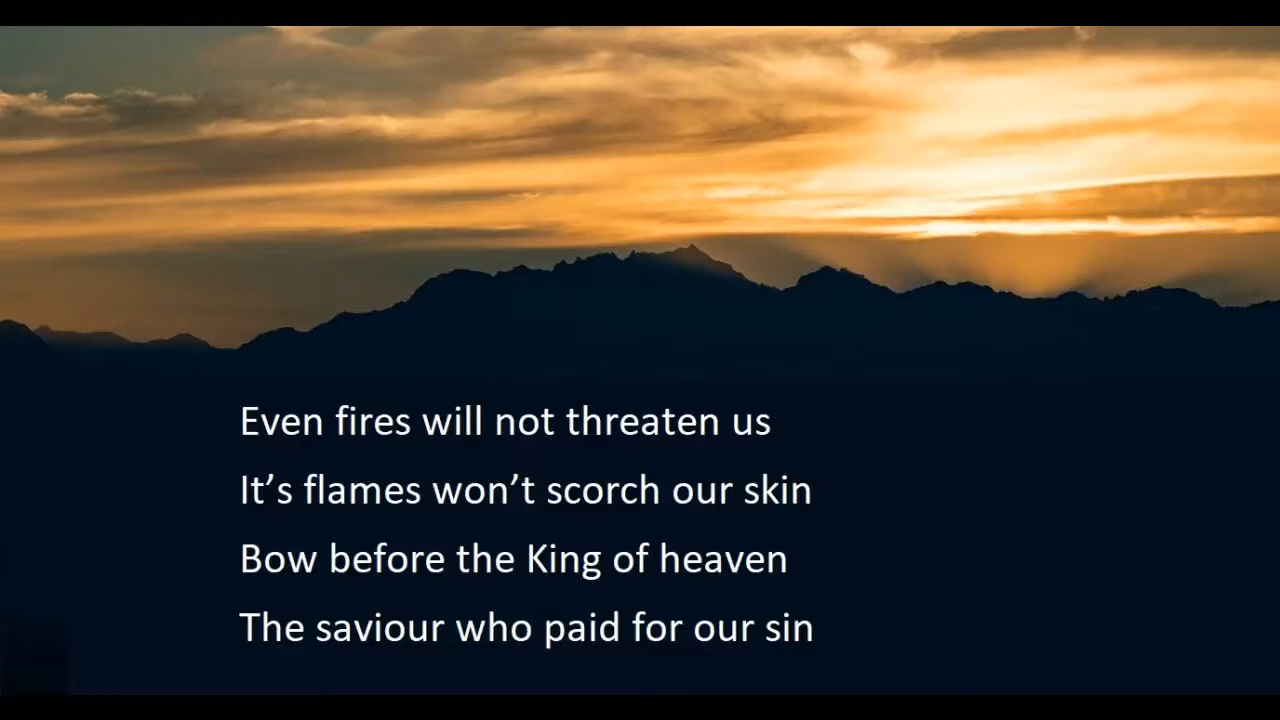 Even fires will not threaten us
It’s flames won’t scorch our skin
Bow before the King of heaven
The saviour who paid for our sin